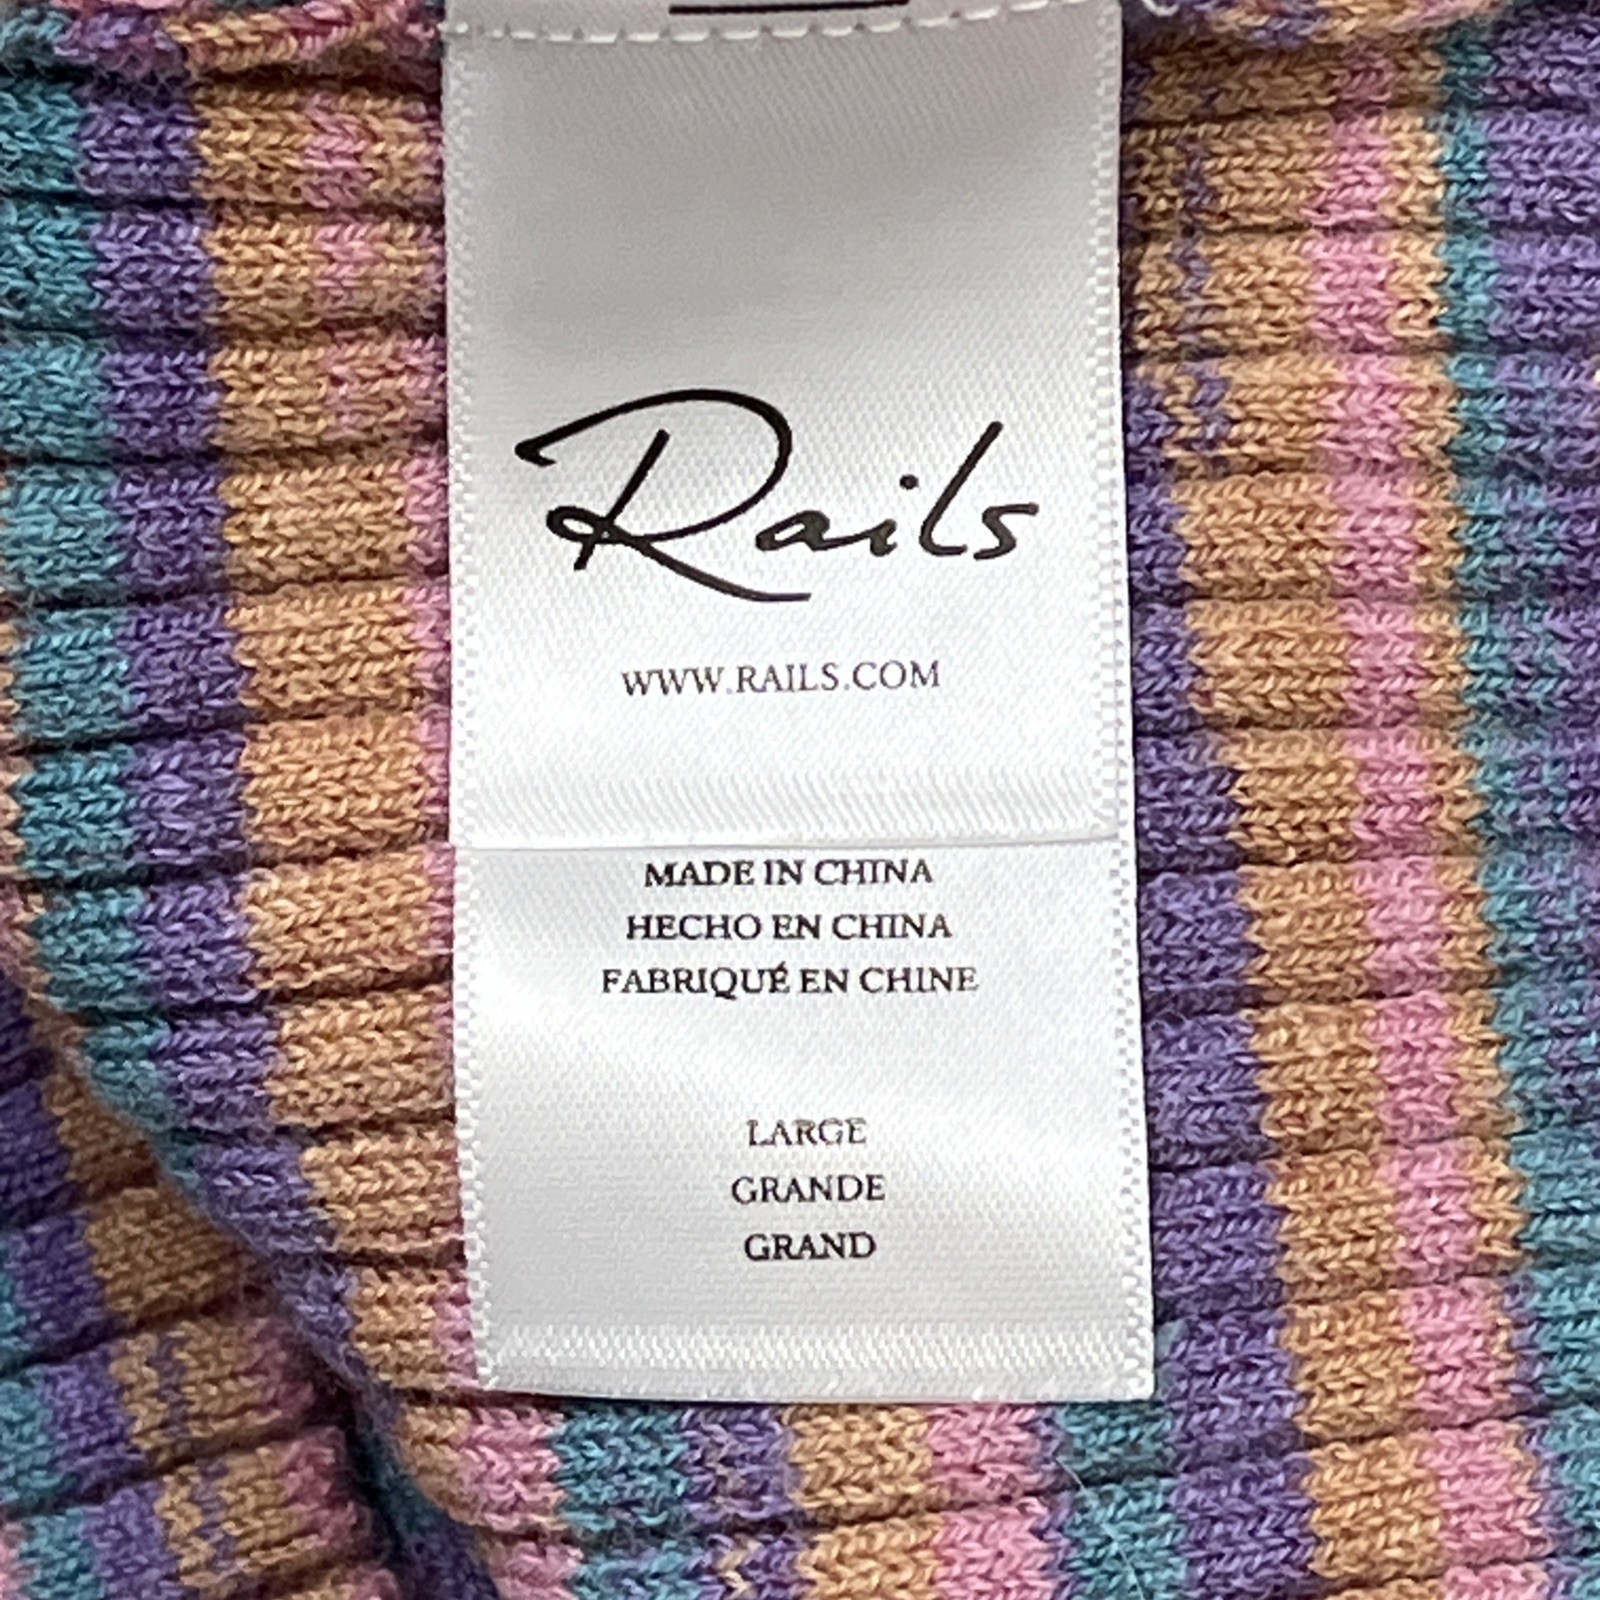 Rails
WWW.RAILS.COM
MADE IN CHINA
HECHO EN CHINA
FABRIQUÉ EN CHINE
LARGE
GRANDE
GRAND